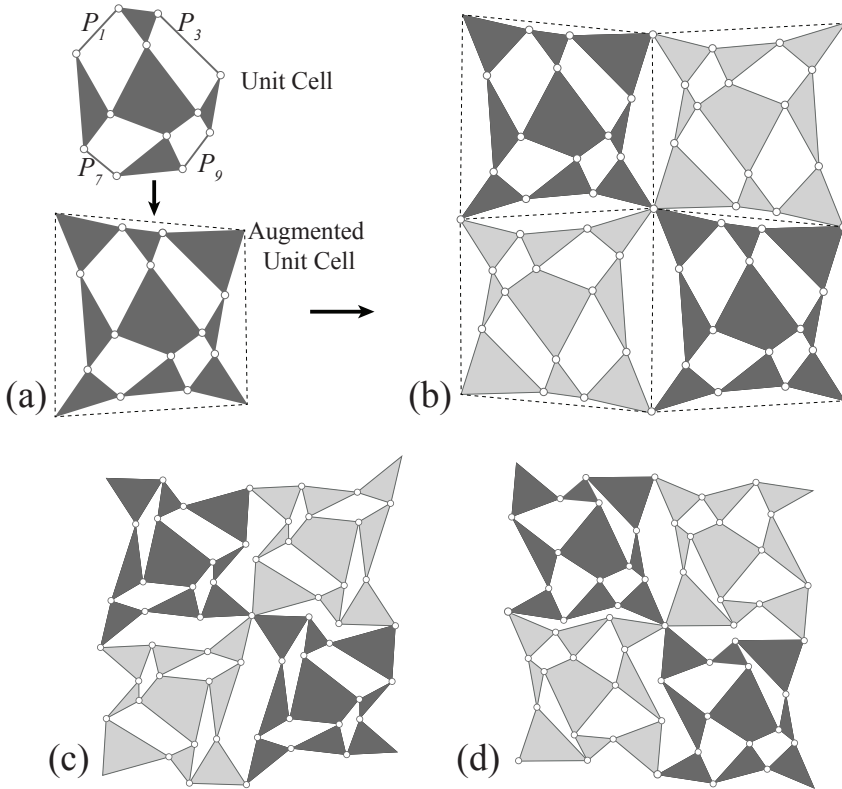 P₁
P₃
Unit Cell
P₇
P₉
Augmented
Unit Cell
(a)
(b)
(c)
(d)